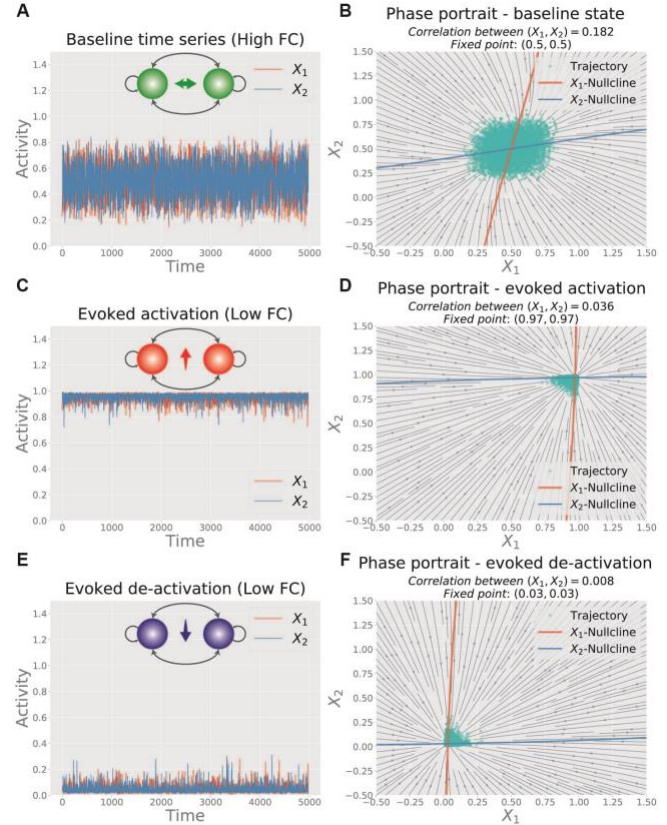 A
Baseline time series (High FC)
1.4
1.2
1.0
0.8
0.6
0.4
0.2
0.0
Activity
X₁
X₂
0 1000 2000 3000 4000 5000
Time
B
Phase portrait - baseline state
Correlation between (X₁, X₂) = 0.182
Fixed point: (0.5, 0.5)
1.50
1.25
1.00
0.75
0.50
0.25
0.00
−0.25
−0.50
X₂
Trajectory
X₁-Nullcline
X₂-Nullcline
−0.50 −0.25 0.00 0.25 0.50 0.75 1.00 1.25 1.50
X₁
C
Evoked activation (Low FC)
1.4
1.2
1.0
0.8
0.6
0.4
0.2
0.0
Activity
X₁
X₂
0 1000 2000 3000 4000 5000
Time
D
Phase portrait - evoked activation
Correlation between (X₁, X₂) = 0.036
Fixed point: (0.97, 0.97)
1.50
1.25
1.00
0.75
0.50
0.25
0.00
−0.25
−0.50
X₂
Trajectory
X₁-Nullcline
X₂-Nullcline
−0.50 −0.25 0.00 0.25 0.50 0.75 1.00 1.25 1.50
X₁
E
Evoked de-activation (Low FC)
1.4
1.2
1.0
0.8
0.6
0.4
0.2
0.0
Activity
X₁
X₂
0 1000 2000 3000 4000 5000
Time
F
Phase portrait - evoked de-activation
Correlation between (X₁, X₂) = 0.008
Fixed point: (0.03, 0.03)
1.50
1.25
1.00
0.75
0.50
0.25
0.00
−0.25
−0.50
X₂
Trajectory
X₁-Nullcline
X₂-Nullcline
−0.50 −0.25 0.00 0.25 0.50 0.75 1.00 1.25 1.50
X₁